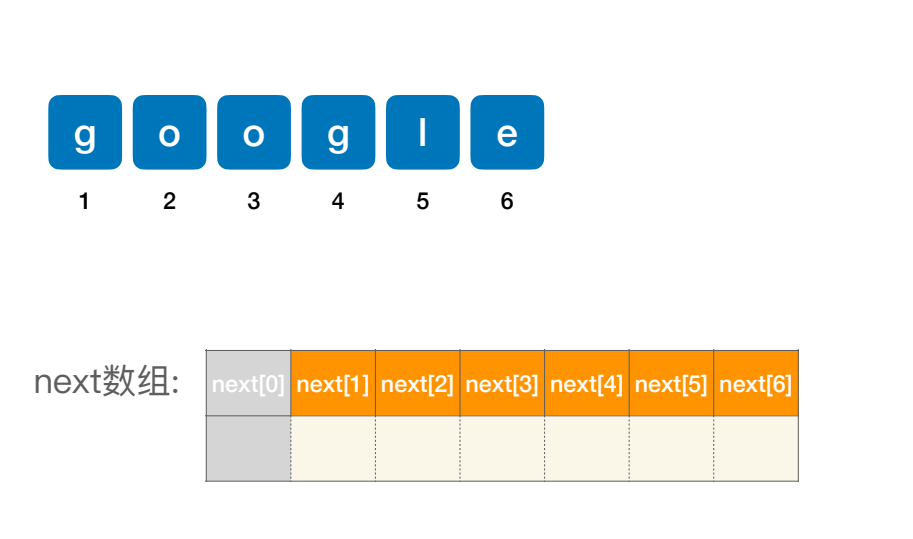 g o o g l e
1 2 3 4 5 6
next数组: next[0] next[1] next[2] next[3] next[4] next[5] next[6]